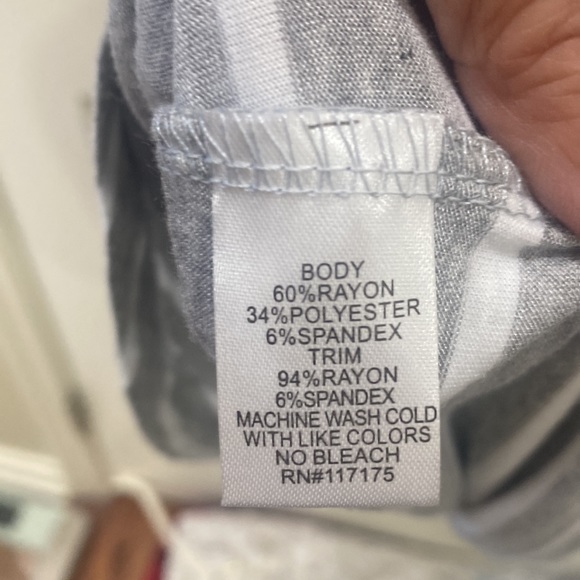 BODY
60%RAYON
34%POLYESTER
6%SPANDEX
TRIM
94%RAYON
6%SPANDEX
MACHINE WASH COLD
WITH LIKE COLORS
NO BLEACH
RN#117175